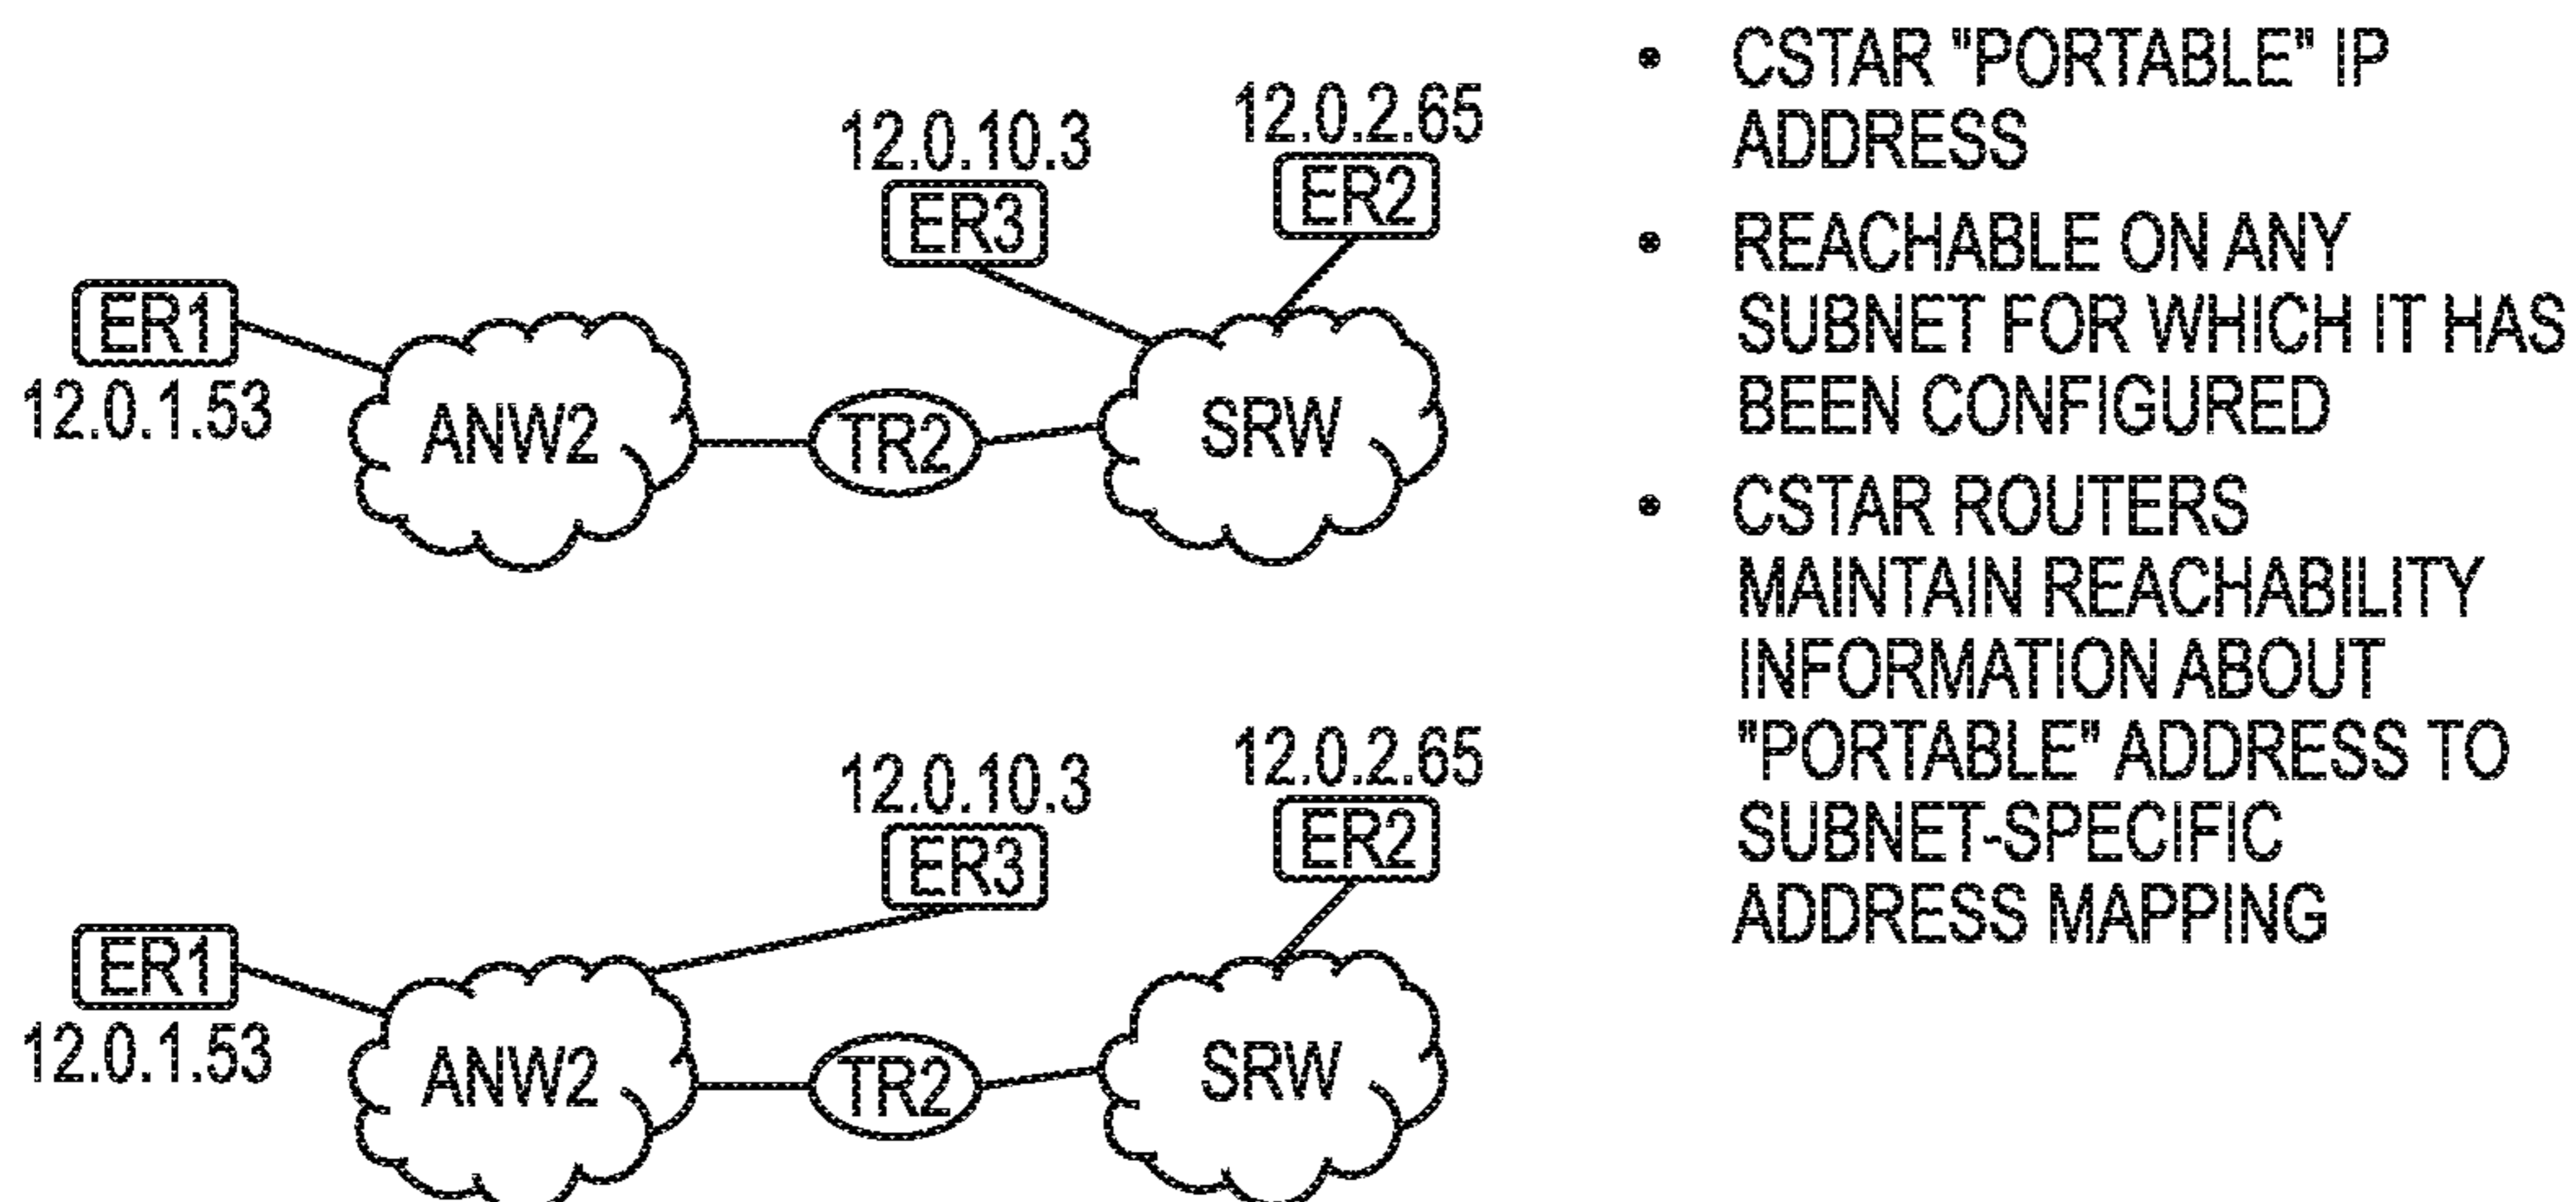 12.0.10.3
12.0.2.65
ER3
ER2
ER1
12.0.1.53
ANW2
TR2
SRW
12.0.10.3
12.0.2.65
ER3
ER2
ER1
12.0.1.53
ANW2
TR2
SRW
• CSTAR "PORTABLE" IP
ADDRESS
• REACHABLE ON ANY
SUBNET FOR WHICH IT HAS
BEEN CONFIGURED
• CSTAR ROUTERS
MAINTAIN REACHABILITY
INFORMATION ABOUT
"PORTABLE" ADDRESS TO
SUBNET-SPECIFIC
ADDRESS MAPPING